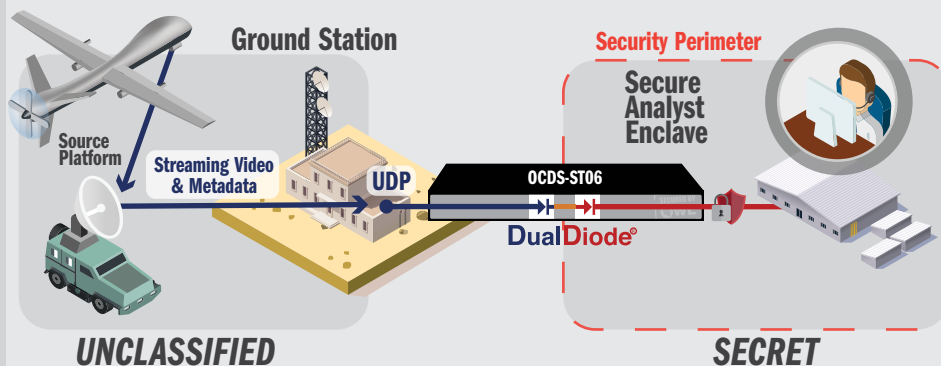 Ground Station
Security Perimeter
Secure
Analyst
Enclave
Source
Platform
Streaming Video
& Metadata
UDP
OCDS-ST06
DualDiode®
UNCLASSIFIED
SECRET